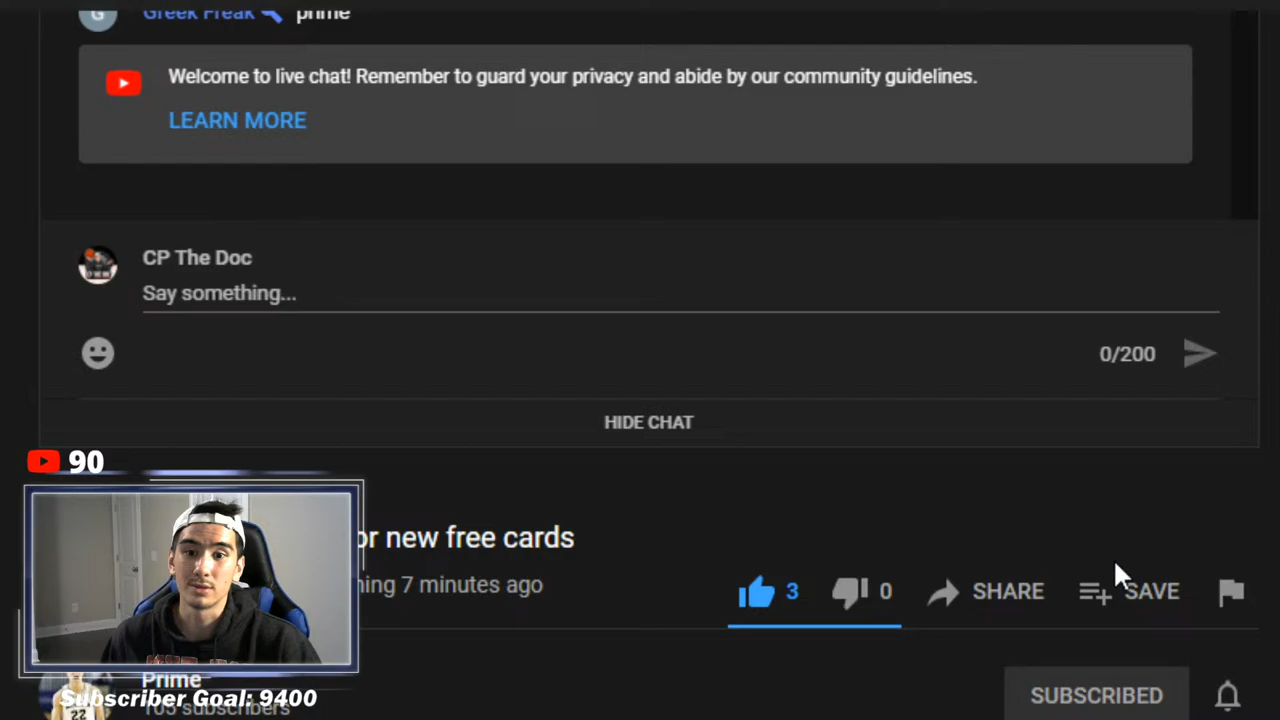 Greek Freak prime
Welcome to live chat! Remember to guard your privacy and abide by our community guidelines.
LEARN MORE
CP The Doc
Say something...
0/200
HIDE CHAT
90
or new free cards
ning 7 minutes ago
3 0 SHARE SAVE
Prime
Subscriber Goal: 9400
105 subscribers
SUBSCRIBED